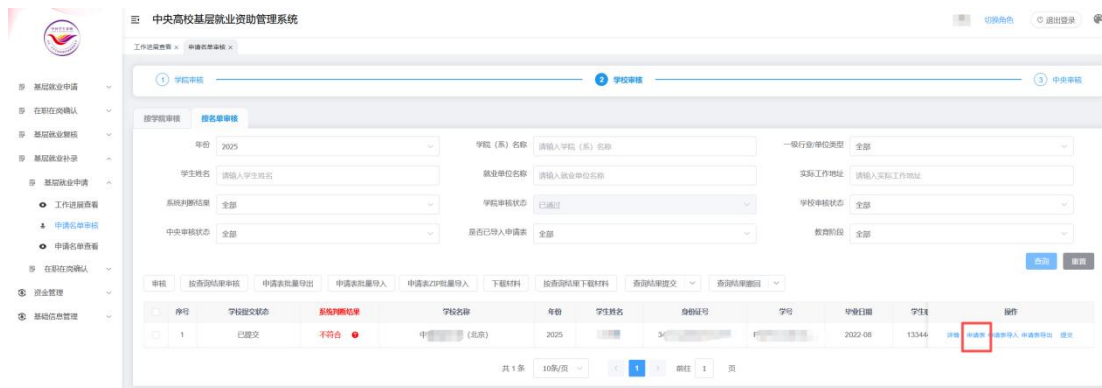 中央高校基层就业资助管理系统
切换角色 退出登录
工作进展查看 × 申请名单审核 ×
1 学院审核 2 学校审核 3 中央审核
基层就业申请
在职在岗确认
基层就业复核
基层就业补录
基层就业申请
工作进展查看
申请名单审核
申请名单查看
在职在岗确认
资金管理
基础信息管理
按学院审核 按名单审核
年份 2025 学院（系）名称 请输入学院（系）名称 一级行业/单位类型 全部
学生姓名 请输入学生姓名 就业单位名称 请输入就业单位名称 实际工作地址 请输入实际工作地址
系统判断结果 全部 学院审核状态 已通过 学校审核状态 全部
中央审核状态 全部 是否已导入申请表 全部 教育阶段 全部
查询 重置
审核 按查询结果审核 申请表批量导出 申请表批量导入 申请表ZIP批量导入 下载材料 按查询结果下载材料 查询结果提交 查询结果撤回
序号 学校提交状态 系统判断结果 学校名称 年份 学生姓名 身份证号 学号 毕业日期 操作
1 已提交 不符合 中 （北京） 2025 2022-08 13344 详情 申请表 申请表导入 申请表导出 提交
共 1 条 10条/页 1 前往 1 页